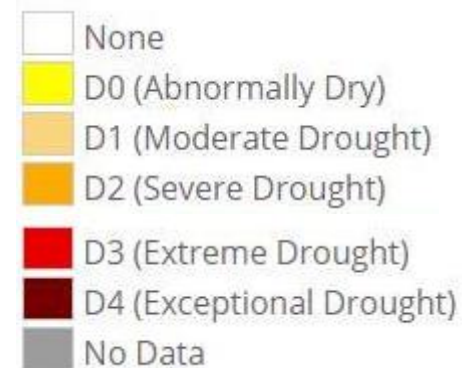 None
D0 (Abnormally Dry)
D1 (Moderate Drought)
D2 (Severe Drought)
D3 (Extreme Drought)
D4 (Exceptional Drought)
No Data